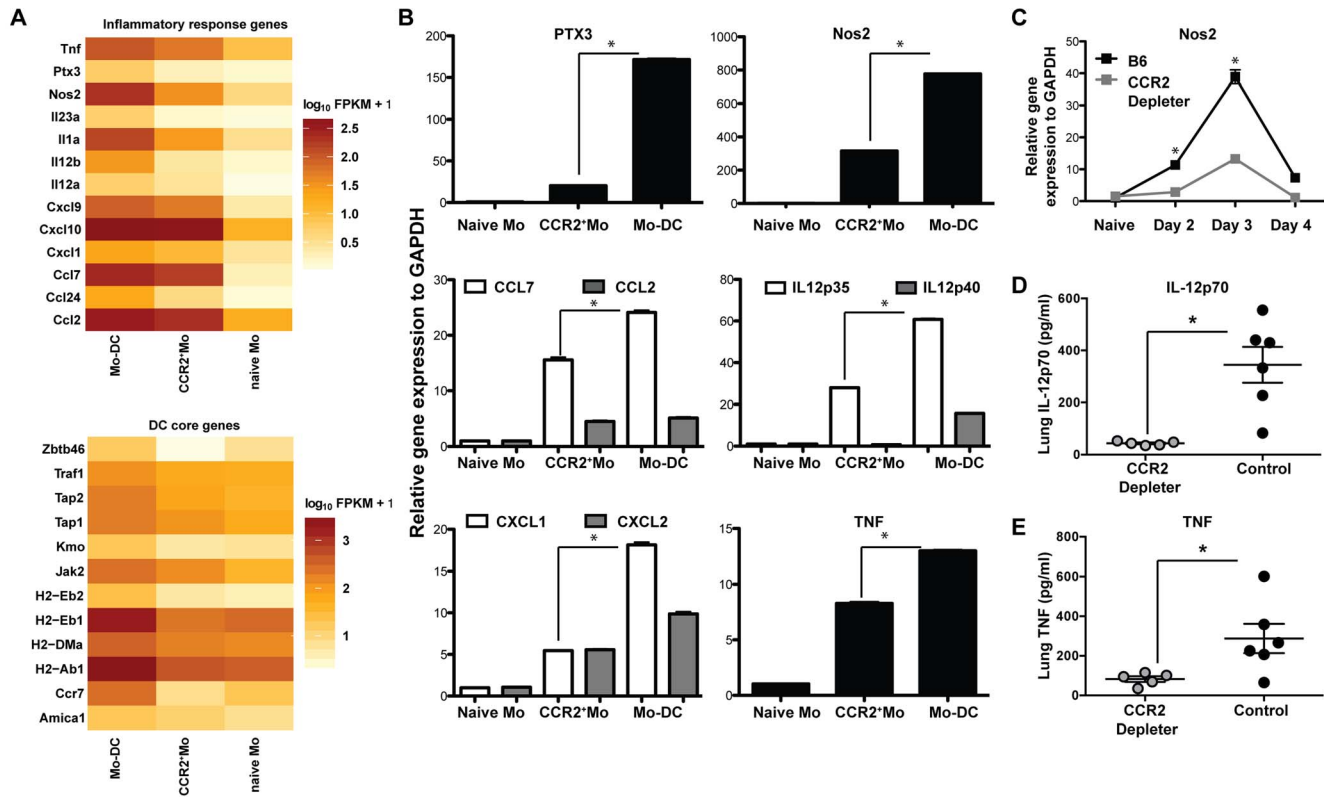 A
Inflammatory response genes
Tnf
Ptx3
Nos2
Il23a
Il1a
Il12b
Il12a
Cxcl9
Cxcl10
Cxcl1
Ccl7
Ccl24
Ccl2
Mo-DC
CCR2⁺Mo
naive Mo
log₁₀ FPKM + 1
2.5
2.0
1.5
1.0
0.5
DC core genes
Zbtb46
Traf1
Tap2
Tap1
Kmo
Jak2
H2−Eb2
H2−Eb1
H2−DMa
H2−Ab1
Ccr7
Amica1
Mo-DC
CCR2⁺Mo
naive Mo
log₁₀ FPKM + 1
3
2
1
B
Relative gene expression to GAPDH
PTX3
200
150
100
50
0
*
Naive Mo CCR2⁺Mo Mo-DC
Nos2
1000
800
600
400
200
0
*
Naive Mo CCR2⁺Mo Mo-DC
CCL7 CCL2
30
20
10
0
*
Naive Mo CCR2⁺Mo Mo-DC
IL12p35 IL12p40
80
60
40
20
0
*
Naive Mo CCR2⁺Mo Mo-DC
CXCL1 CXCL2
20
15
10
5
0
*
Naive Mo CCR2⁺Mo Mo-DC
TNF
15
10
5
0
*
Naive Mo CCR2⁺Mo Mo-DC
C
Nos2
Relative gene
expression to GAPDH
50
40
30
20
10
0
B6
CCR2
Depleter
*
*
Naive Day 2 Day 3 Day 4
D
IL-12p70
Lung IL-12p70 (pg/ml)
600
400
200
0
*
CCR2
Depleter
Control
E
TNF
Lung TNF (pg/ml)
800
600
400
200
0
*
CCR2
Depleter
Control